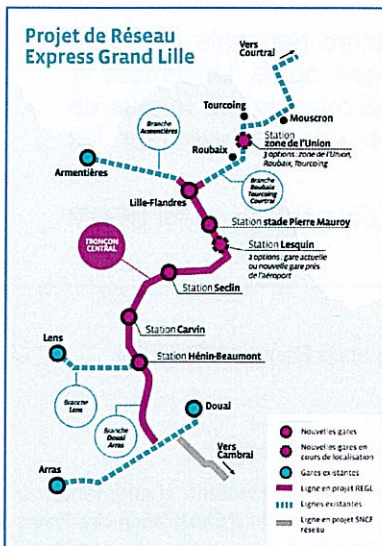 Projet de Réseau
Express Grand Lille
Vers
Courtrai
Tourcoing
Mouscron
Station
zone de l'Union
3 options : zone de l'Union,
Roubaix, Tourcoing
Roubaix
Branche
Armentières
Armentières
Branche
Roubaix
Tourcoing
Courtrai
Lille-Flandres
Station stade Pierre Mauroy
Station Lesquin
2 options : gare actuelle
ou nouvelle gare près
de l'aéroport
TRONÇON
CENTRAL
Station Seclin
Station Carvin
Lens
Station Hénin-Beaumont
Branche
Lens
Douai
Branche
Douai
Arras
Vers
Cambrai
Arras
Nouvelles gares
Nouvelles gares en
cours de localisation
Gares existantes
Ligne en projet REGL
Lignes existantes
Ligne en projet SNCF
réseau